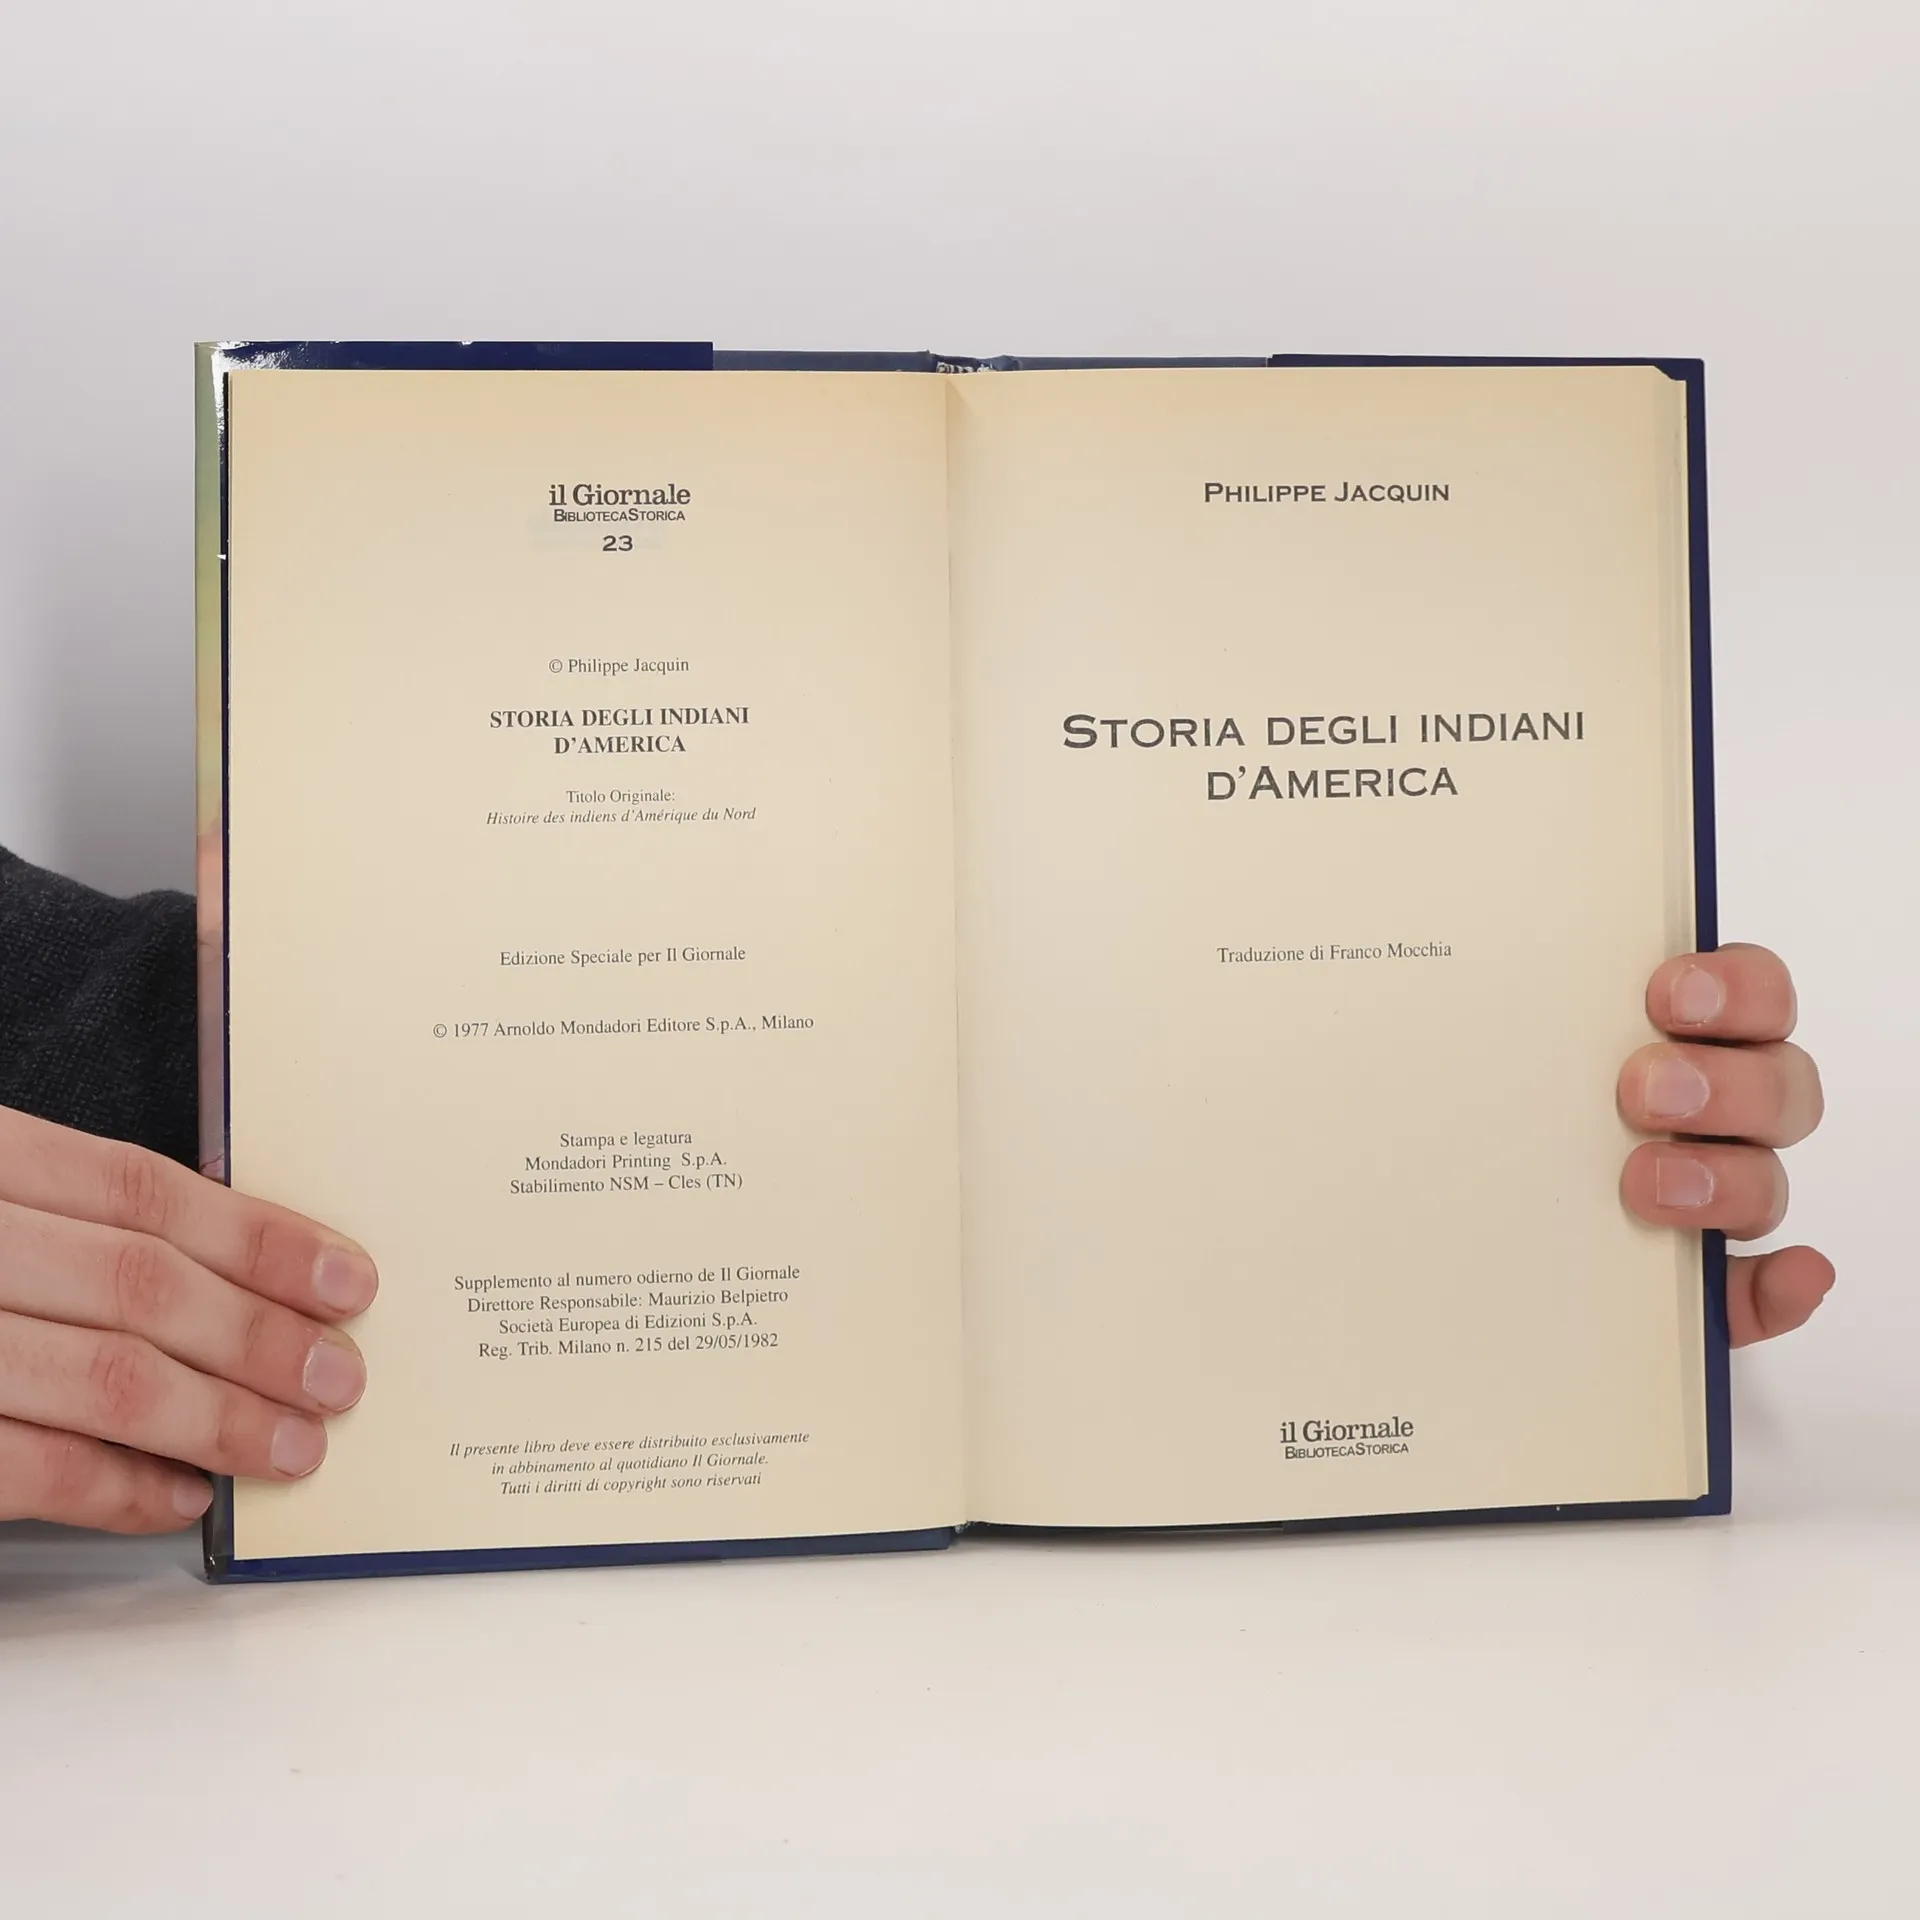 il Giornale
BIBLIOTECASTORICA
23
© Philippe Jacquin
STORIA DEGLI INDIANI
D'AMERICA
Titolo Originale:
Histoire des indiens d'Amérique du Nord
Edizione Speciale per Il Giornale
© 1977 Arnoldo Mondadori Editore S.p.A., Milano
Stampa e legatura
Mondadori Printing S.p.A.
Stabilimento NSM – Cles (TN)
Supplemento al numero odierno de Il Giornale
Direttore Responsabile: Maurizio Belpietro
Società Europea di Edizioni S.p.A.
Reg. Trib. Milano n. 215 del 29/05/1982
Il presente libro deve essere distribuito esclusivamente
in abbinamento al quotidiano Il Giornale.
Tutti i diritti di copyright sono riservati
PHILIPPE JACQUIN
STORIA DEGLI INDIANI
D'AMERICA
Traduzione di Franco Mocchia
il Giornale
BIBLIOTECASTORICA